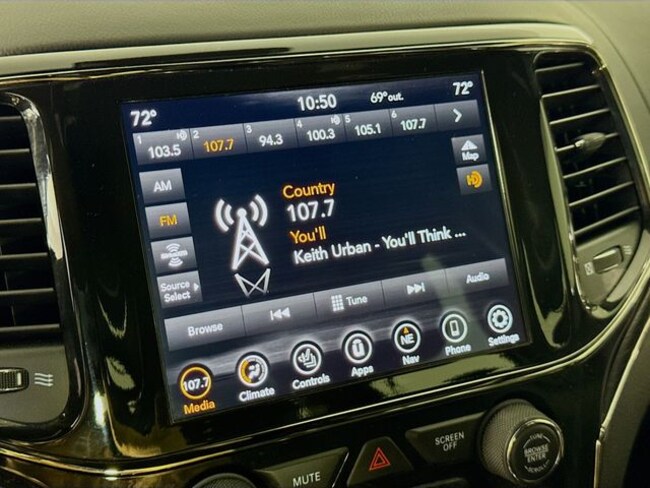 72° 10:50 69°out. 72°
1 103.5 2 107.7 3 94.3 4 100.3 5 105.1 6 107.7
AM
FM
Source
Select
Map
Country
107.7
You'll
Keith Urban - You'll Think ...
Browse Tune Audio
107.7 NE
Media Climate Controls Apps Nav Phone Settings
MUTE
SCREEN
OFF
TUNE
BROWSE
ENTER
SCROLL